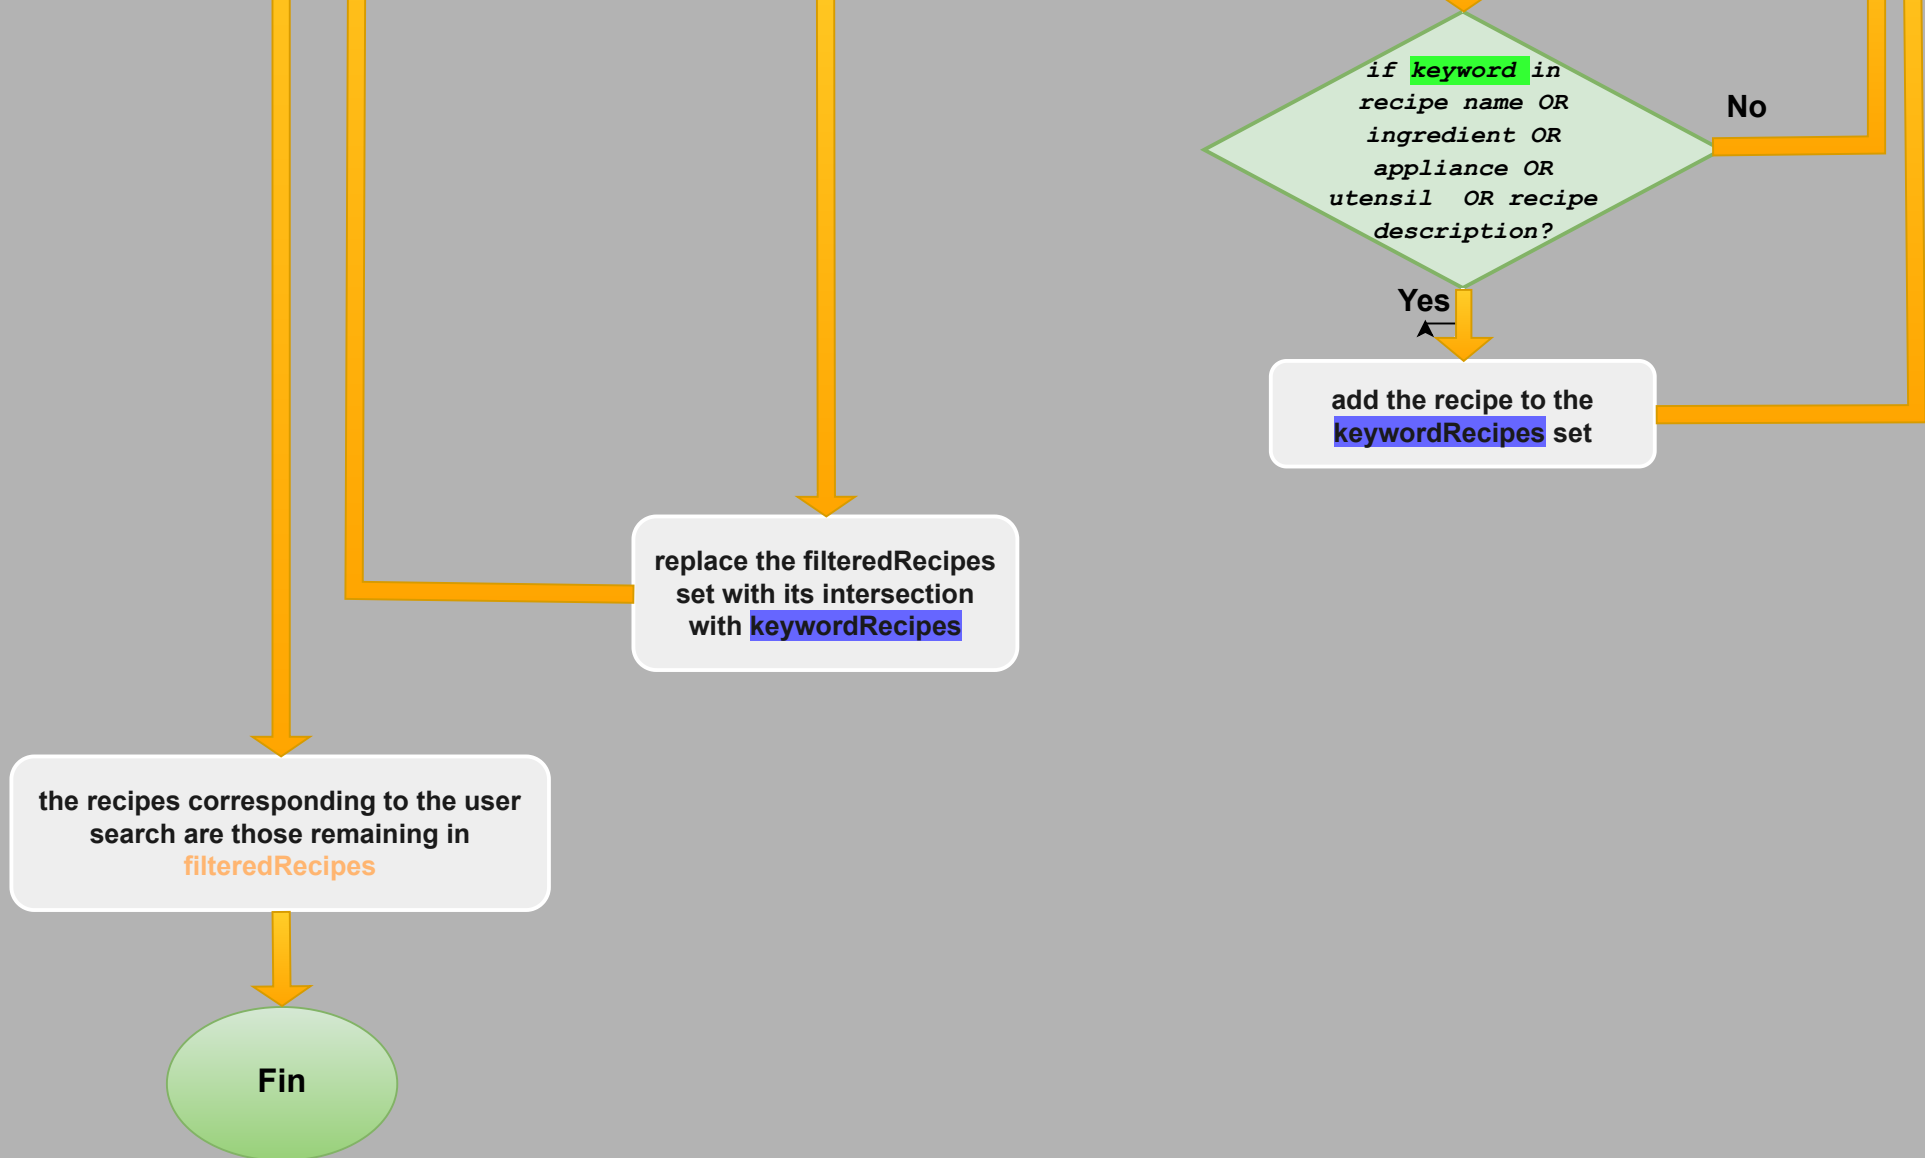 if keyword in
recipe name OR
ingredient OR
appliance OR
utensil OR recipe
description?
No
Yes
add the recipe to the
keywordRecipes set
replace the filteredRecipes
set with its intersection
with keywordRecipes
the recipes corresponding to the user
search are those remaining in
filteredRecipes
Fin